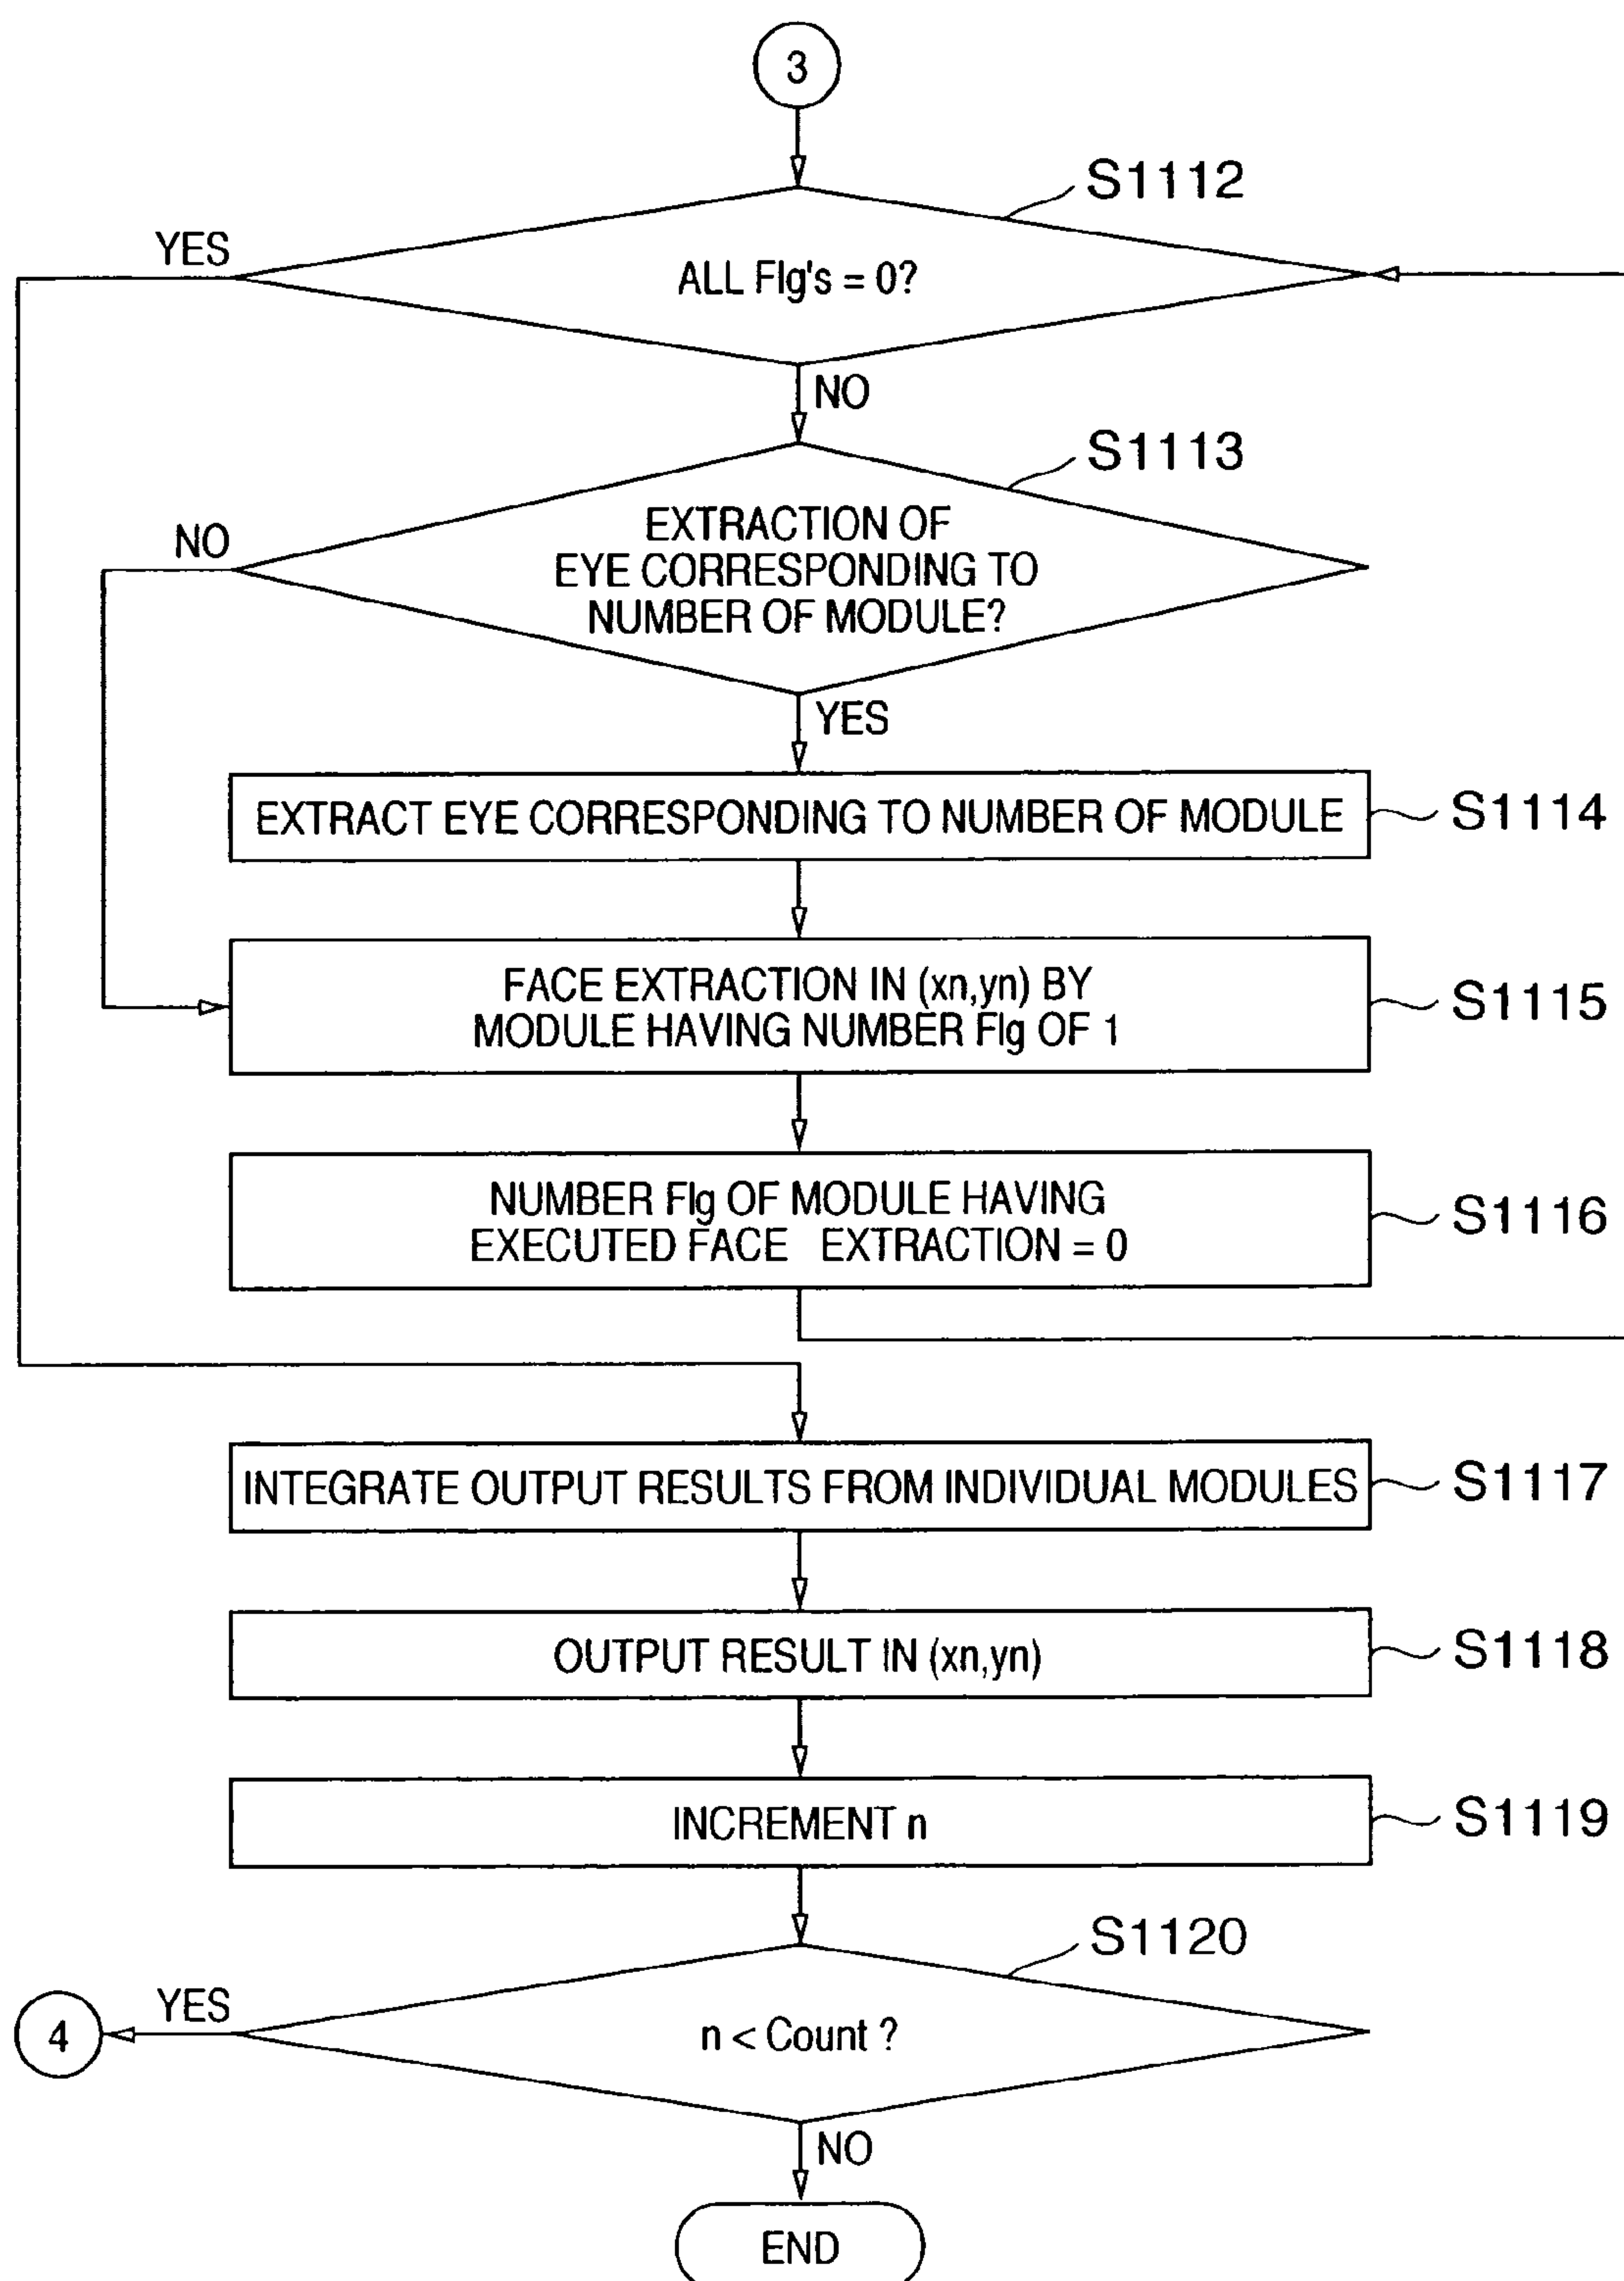 3
S1112
YES
ALL Flg's = 0?
NO
S1113
NO
EXTRACTION OF
EYE CORRESPONDING TO
NUMBER OF MODULE?
YES
EXTRACT EYE CORRESPONDING TO NUMBER OF MODULE
S1114
FACE EXTRACTION IN (xn,yn) BY
MODULE HAVING NUMBER Flg OF 1
S1115
NUMBER Flg OF MODULE HAVING
EXECUTED FACE EXTRACTION = 0
S1116
INTEGRATE OUTPUT RESULTS FROM INDIVIDUAL MODULES
S1117
OUTPUT RESULT IN (xn,yn)
S1118
INCREMENT n
S1119
S1120
YES
4
n < Count ?
NO
END